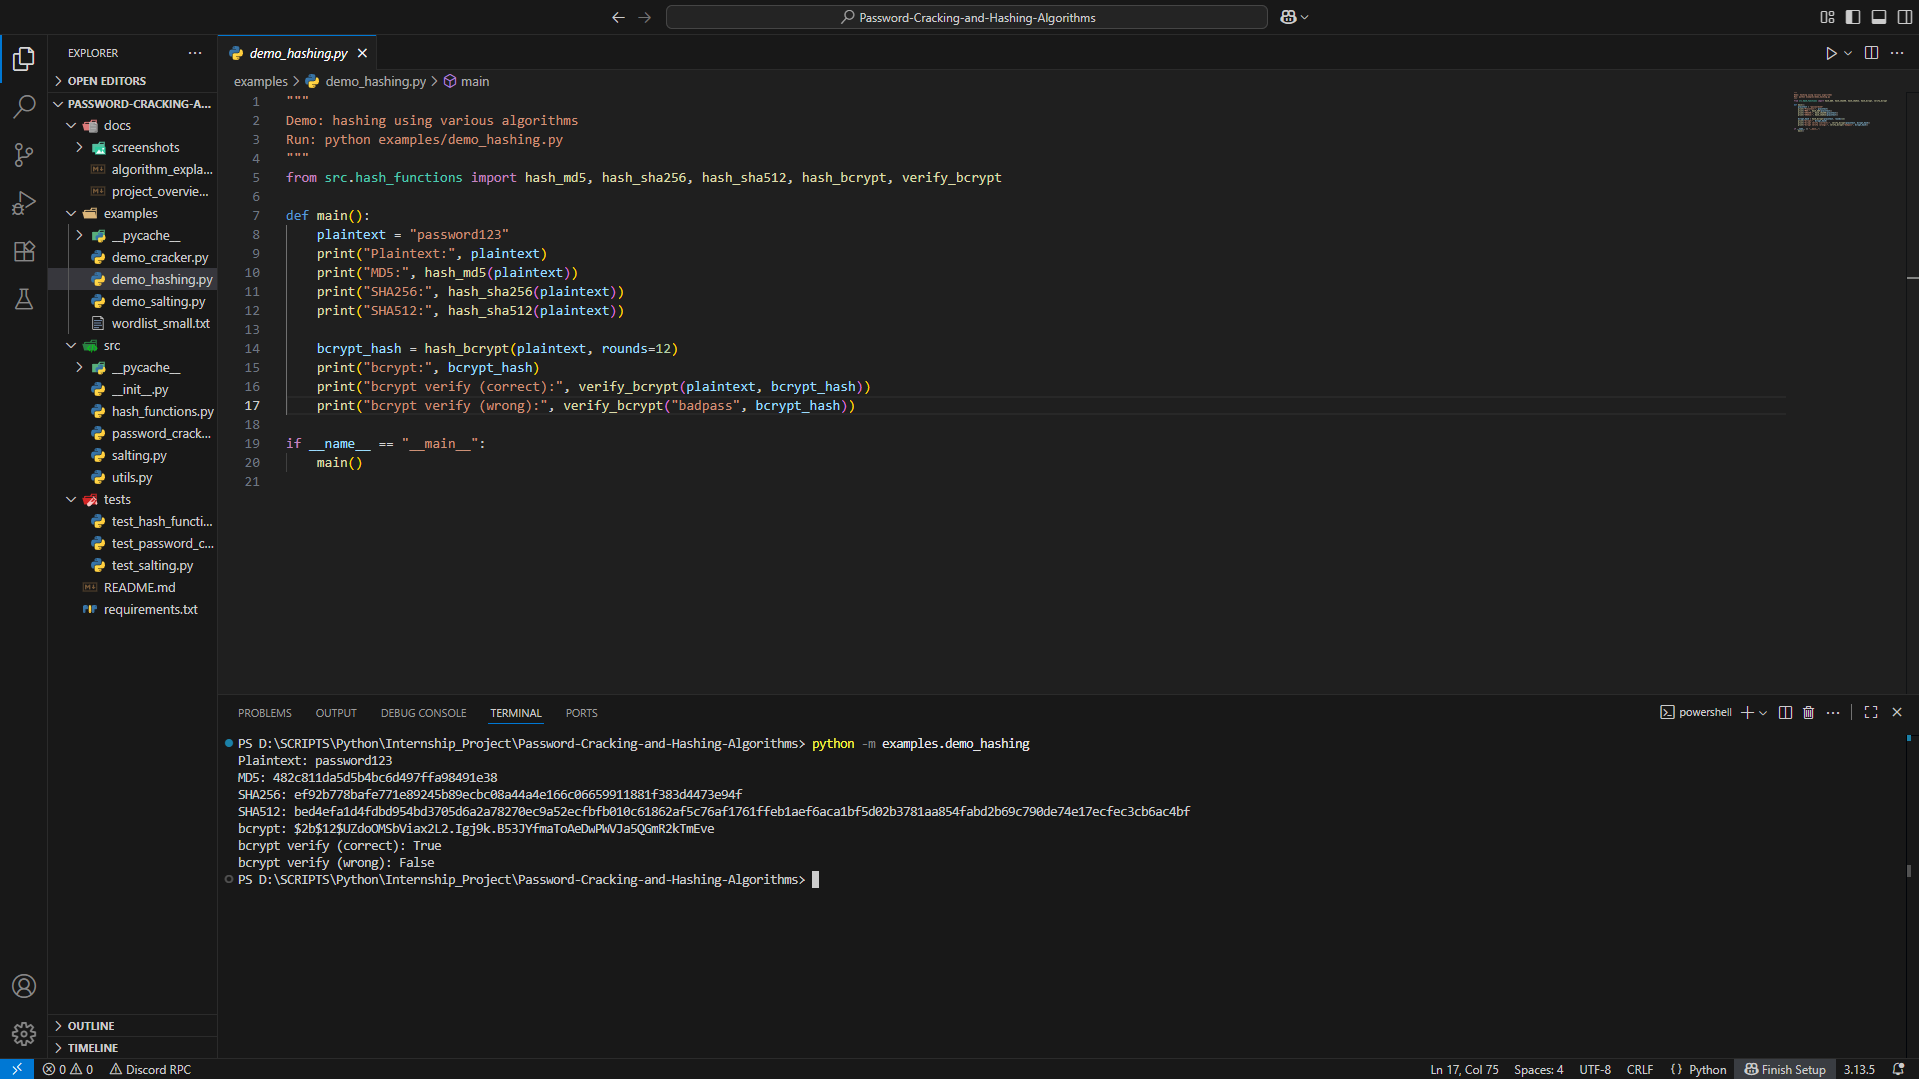 Password-Cracking-and-Hashing-Algorithms
EXPLORER
OPEN EDITORS
PASSWORD-CRACKING-A...
docs
screenshots
algorithm_expla...
project_overvie...
examples
__pycache__
demo_cracker.py
demo_hashing.py
demo_salting.py
wordlist_small.txt
src
__pycache__
__init__.py
hash_functions.py
password_crack...
salting.py
utils.py
tests
test_hash_functi...
test_password_c...
test_salting.py
README.md
requirements.txt
OUTLINE
TIMELINE
demo_hashing.py
examples > demo_hashing.py > main
1 """
2 Demo: hashing using various algorithms
3 Run: python examples/demo_hashing.py
4 """
5 from src.hash_functions import hash_md5, hash_sha256, hash_sha512, hash_bcrypt, verify_bcrypt
6
7 def main():
8     plaintext = "password123"
9     print("Plaintext:", plaintext)
10     print("MD5:", hash_md5(plaintext))
11     print("SHA256:", hash_sha256(plaintext))
12     print("SHA512:", hash_sha512(plaintext))
13
14     bcrypt_hash = hash_bcrypt(plaintext, rounds=12)
15     print("bcrypt:", bcrypt_hash)
16     print("bcrypt verify (correct):", verify_bcrypt(plaintext, bcrypt_hash))
17     print("bcrypt verify (wrong):", verify_bcrypt("badpass", bcrypt_hash))
18
19 if __name__ == "__main__":
20     main()
21
PROBLEMS OUTPUT DEBUG CONSOLE TERMINAL PORTS
powershell
PS D:\SCRIPTS\Python\Internship_Project\Password-Cracking-and-Hashing-Algorithms> python -m examples.demo_hashing
Plaintext: password123
MD5: 482c811da5d5b4bc6d497ffa98491e38
SHA256: ef92b778bafe771e89245b89ecbc08a44a4e166c06659911881f383d4473e94f
SHA512: bed4efa1d4fdbd954bd3705d6a2a78270ec9a52ecfbfb010c61862af5c76af1761ffeb1aef6aca1bf5d02b3781aa854fabd2b69c790de74e17ecfec3cb6ac4bf
bcrypt: $2b$12$UZdoOMSbViax2L2.Igj9k.B53JYfmaToAeDwPWVJa5QGmR2kTmEve
bcrypt verify (correct): True
bcrypt verify (wrong): False
PS D:\SCRIPTS\Python\Internship_Project\Password-Cracking-and-Hashing-Algorithms>
0 0 Discord RPC
Ln 17, Col 75 Spaces: 4 UTF-8 CRLF {} Python Finish Setup 3.13.5